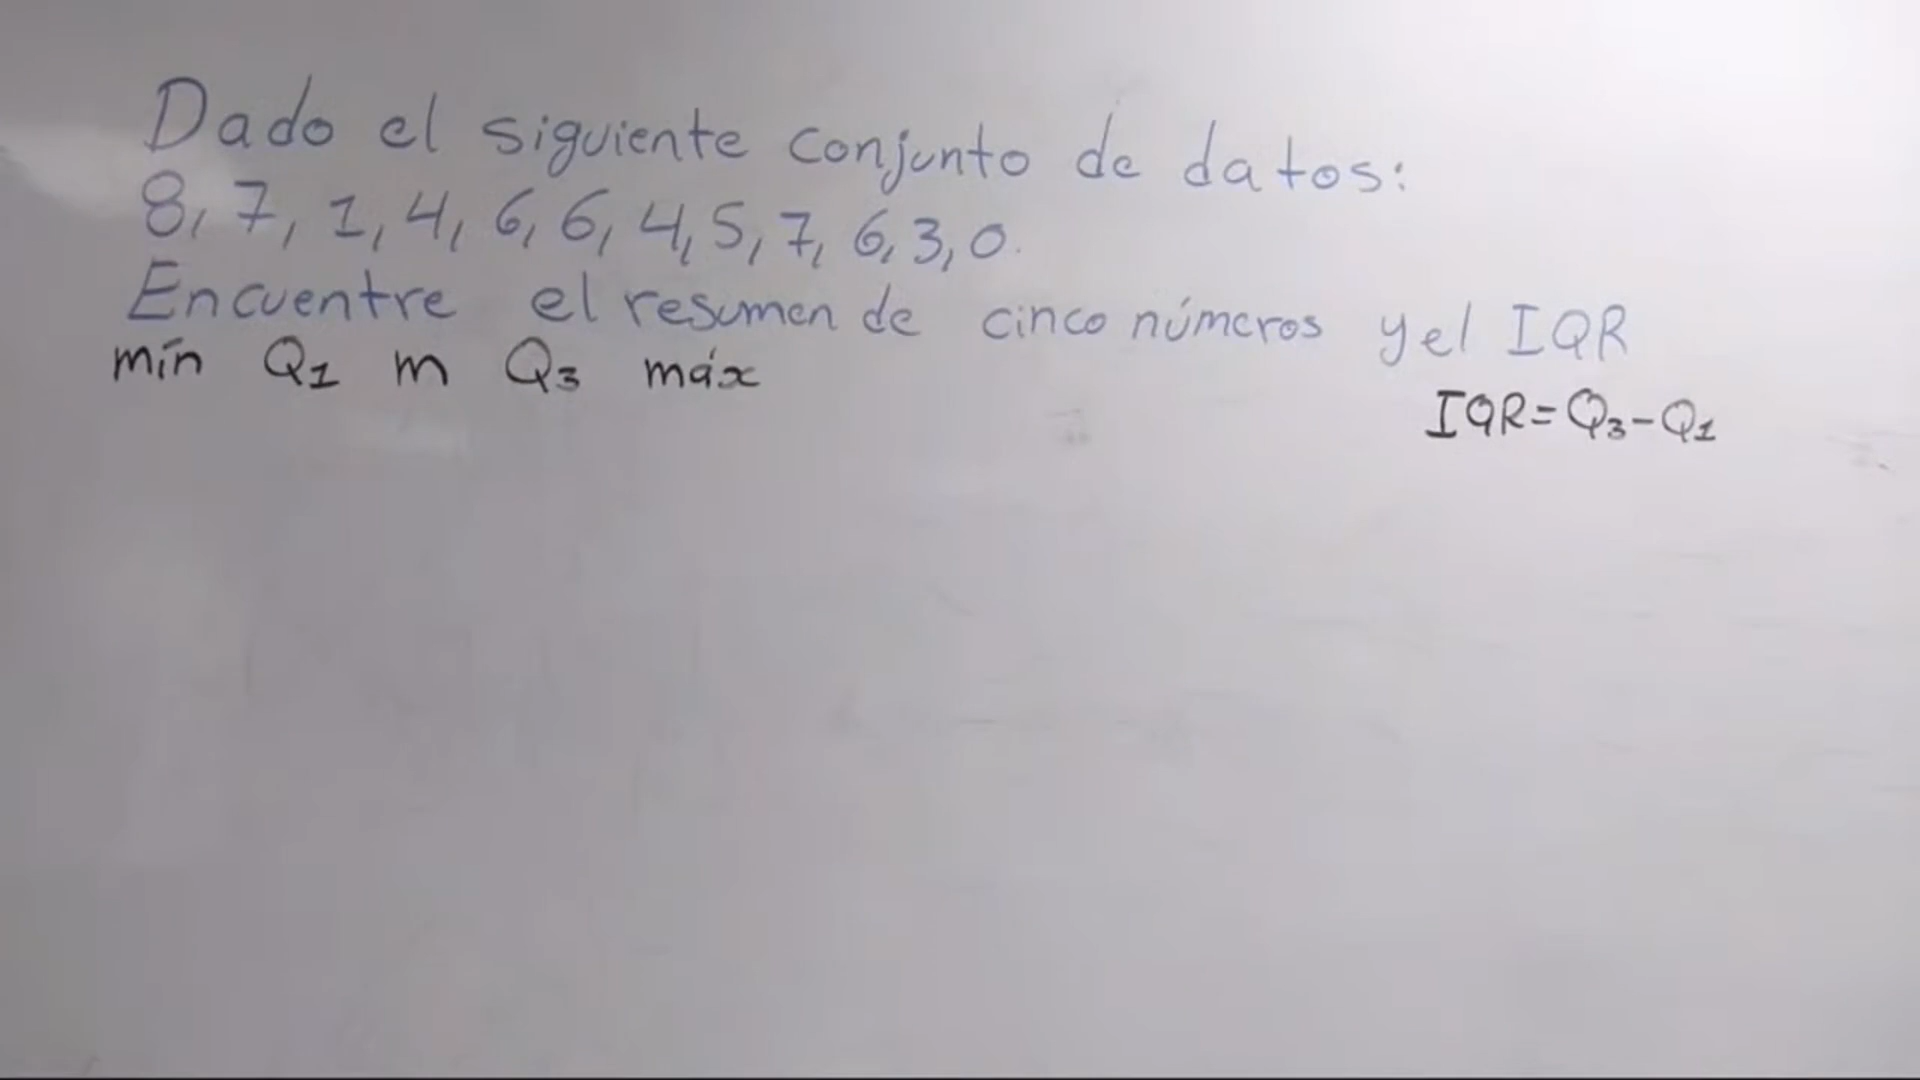 Dado el siguiente conjunto de datos:
8, 7, 1, 4, 6, 6, 4, 5, 7, 6, 3, 0.
Encuentre el resumen de cinco números y el IQR
mín Q1 m Q3 máx
IQR = Q3 - Q1